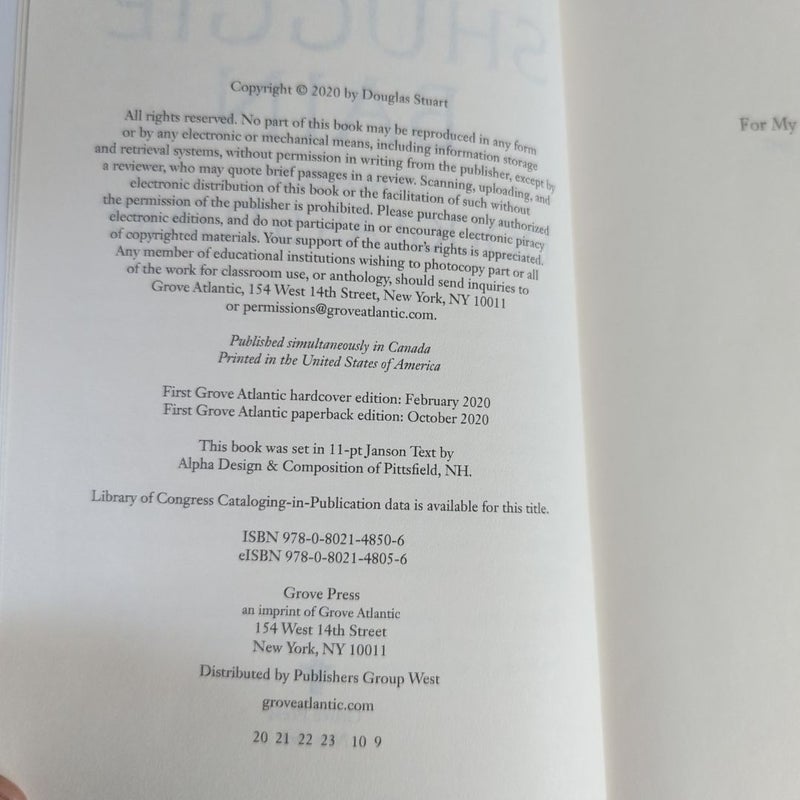 Copyright © 2020 by Douglas Stuart
All rights reserved. No part of this book may be reproduced in any form
or by any electronic or mechanical means, including information storage
and retrieval systems, without permission in writing from the publisher, except by
a reviewer, who may quote brief passages in a review. Scanning, uploading, and
electronic distribution of this book or the facilitation of such without
the permission of the publisher is prohibited. Please purchase only authorized
electronic editions, and do not participate in or encourage electronic piracy
of copyrighted materials. Your support of the author's rights is appreciated.
Any member of educational institutions wishing to photocopy part or all
of the work for classroom use, or anthology, should send inquiries to
Grove Atlantic, 154 West 14th Street, New York, NY 10011
or permissions@groveatlantic.com.
Published simultaneously in Canada
Printed in the United States of America
First Grove Atlantic hardcover edition: February 2020
First Grove Atlantic paperback edition: October 2020
This book was set in 11-pt Janson Text by
Alpha Design & Composition of Pittsfield, NH.
Library of Congress Cataloging-in-Publication data is available for this title.
ISBN 978-0-8021-4850-6
eISBN 978-0-8021-4805-6
Grove Press
an imprint of Grove Atlantic
154 West 14th Street
New York, NY 10011
Distributed by Publishers Group West
groveatlantic.com
20 21 22 23 10 9
For My
SHUGGIE
BAIN